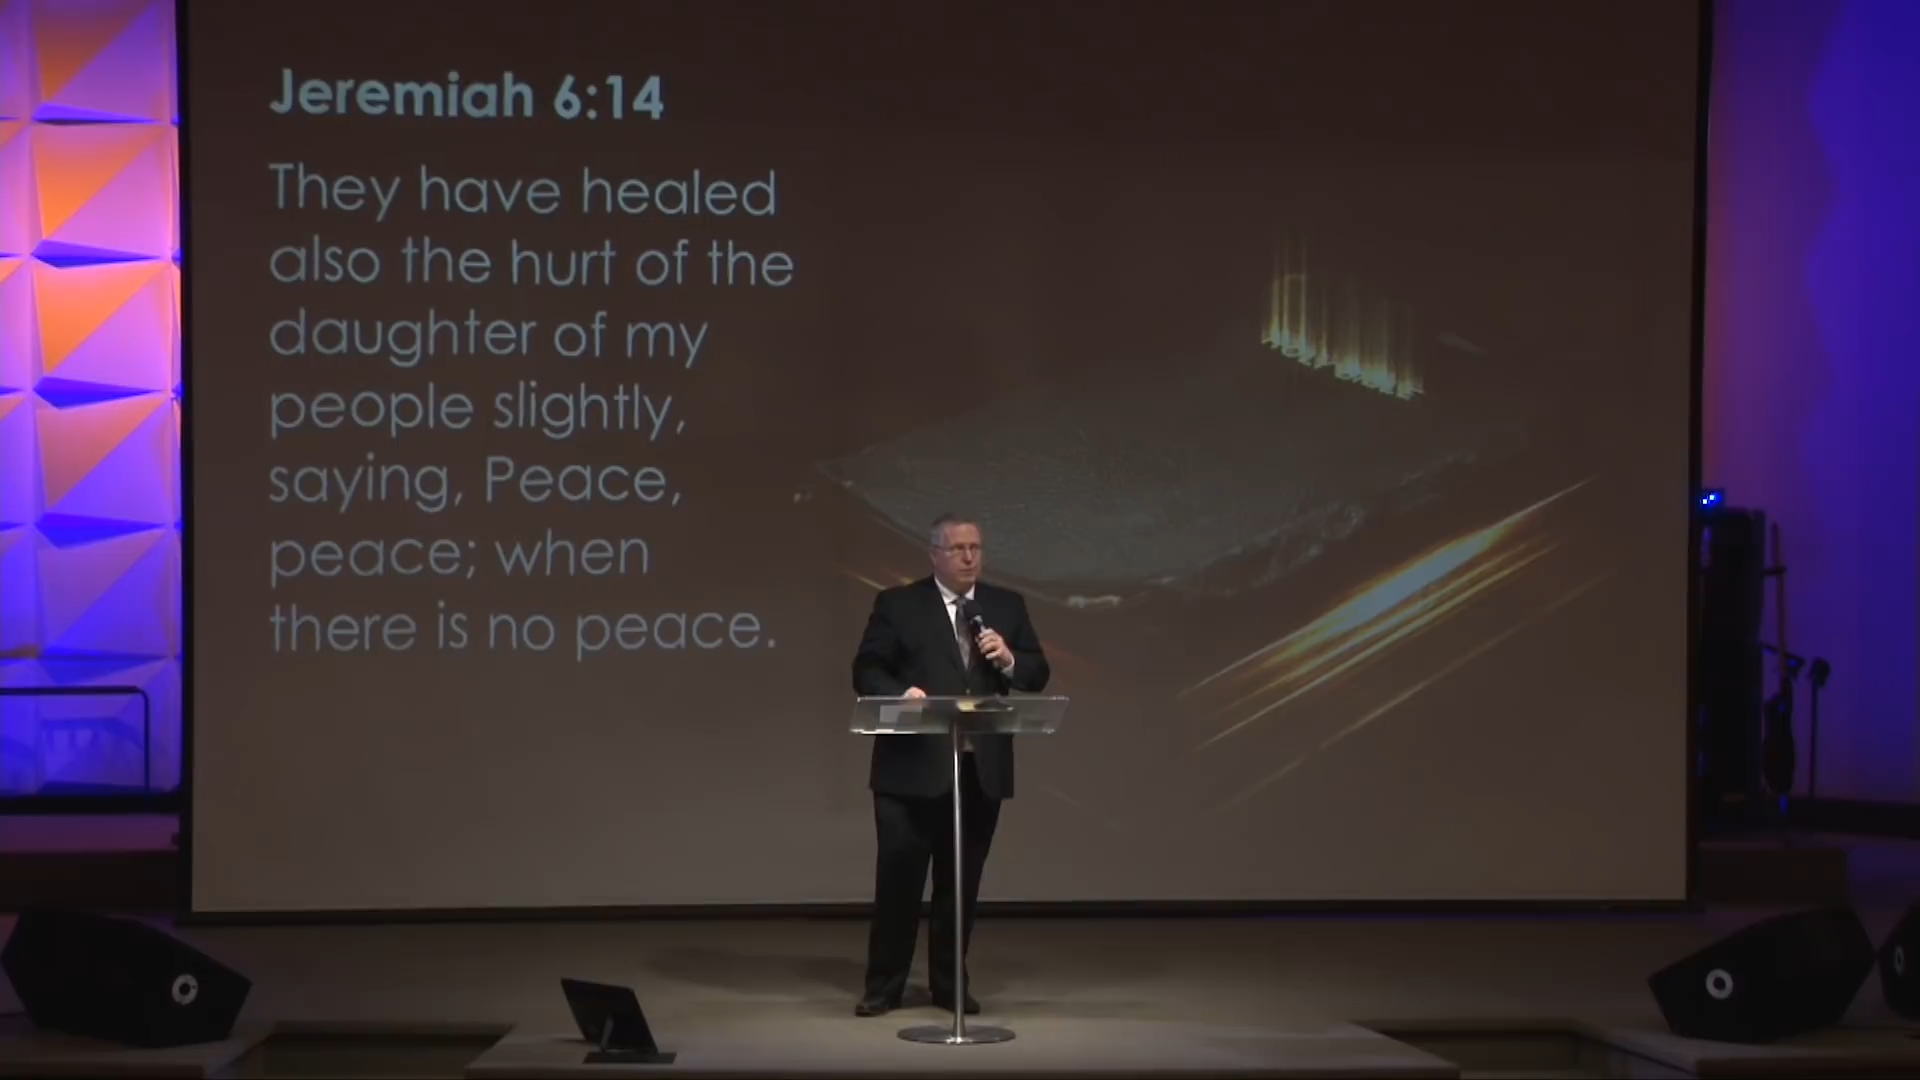 Jeremiah 6:14
They have healed
also the hurt of the
daughter of my
people slightly,
saying, Peace,
peace; when
there is no peace.